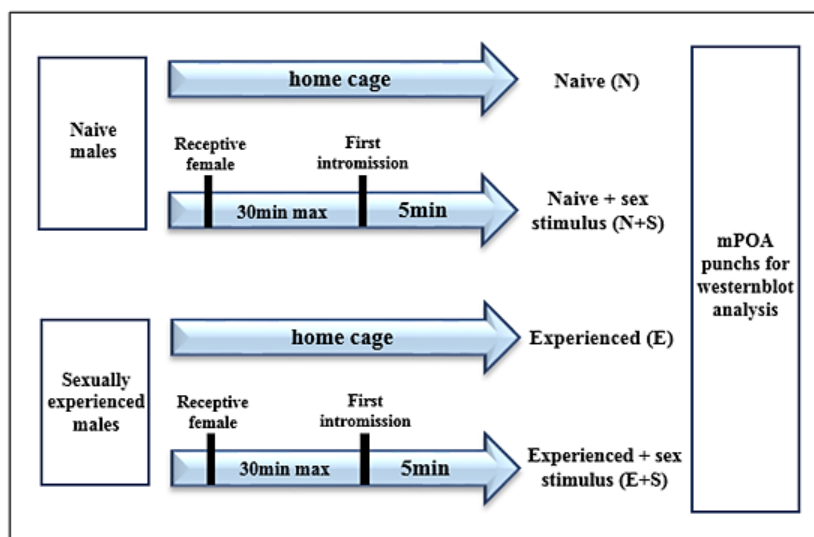 Naive
males
home cage
Naive (N)
Receptive
female
First
intromission
30min max
5min
Naive + sex
stimulus (N+S)
Sexually
experienced
males
home cage
Experienced (E)
Receptive
female
First
intromission
30min max
5min
Experienced + sex
stimulus (E+S)
mPOA
punchs for
westernblot
analysis